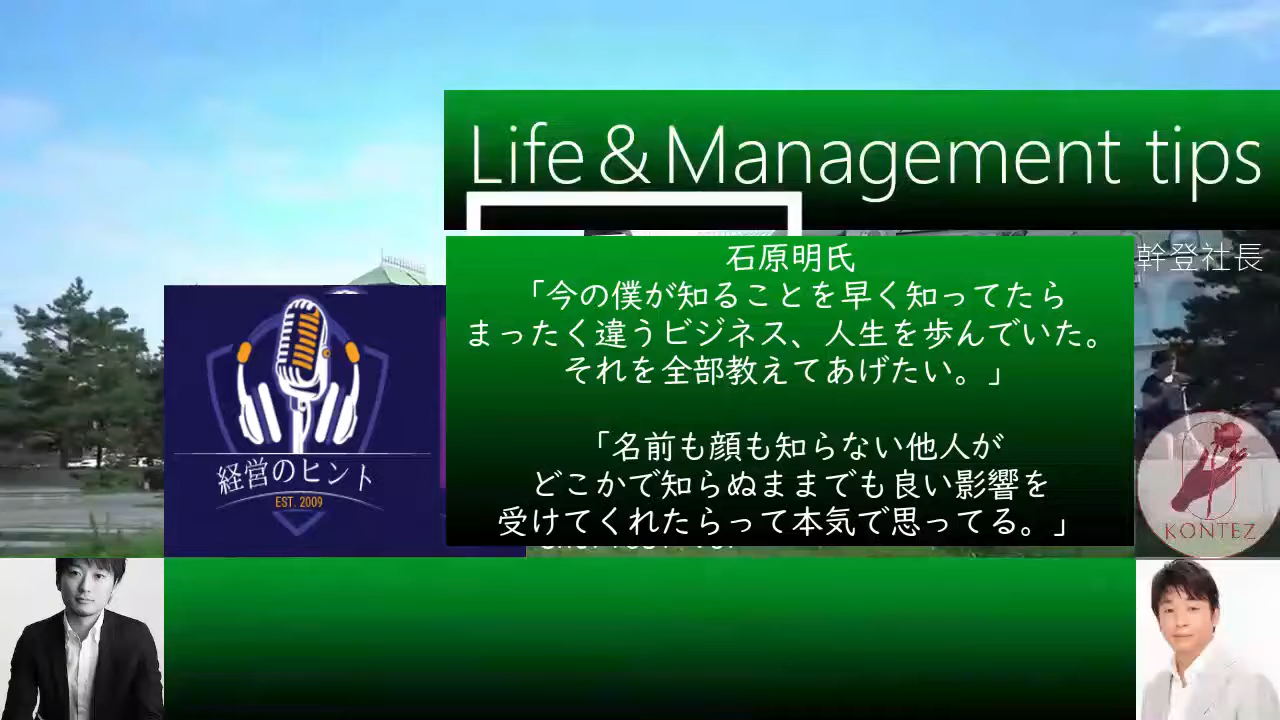 Life & Management tips
石原明氏
「今の僕が知ることを早く知ってたら
まったく違うビジネス、人生を歩んでいた。
それを全部教えてあげたい。」
「名前も顔も知らない他人が
どこかで知らぬままでも良い影響を
受けてくれたらって本気で思ってる。」
幹登社長
経営のヒント
EST. 2009
KONTEZ